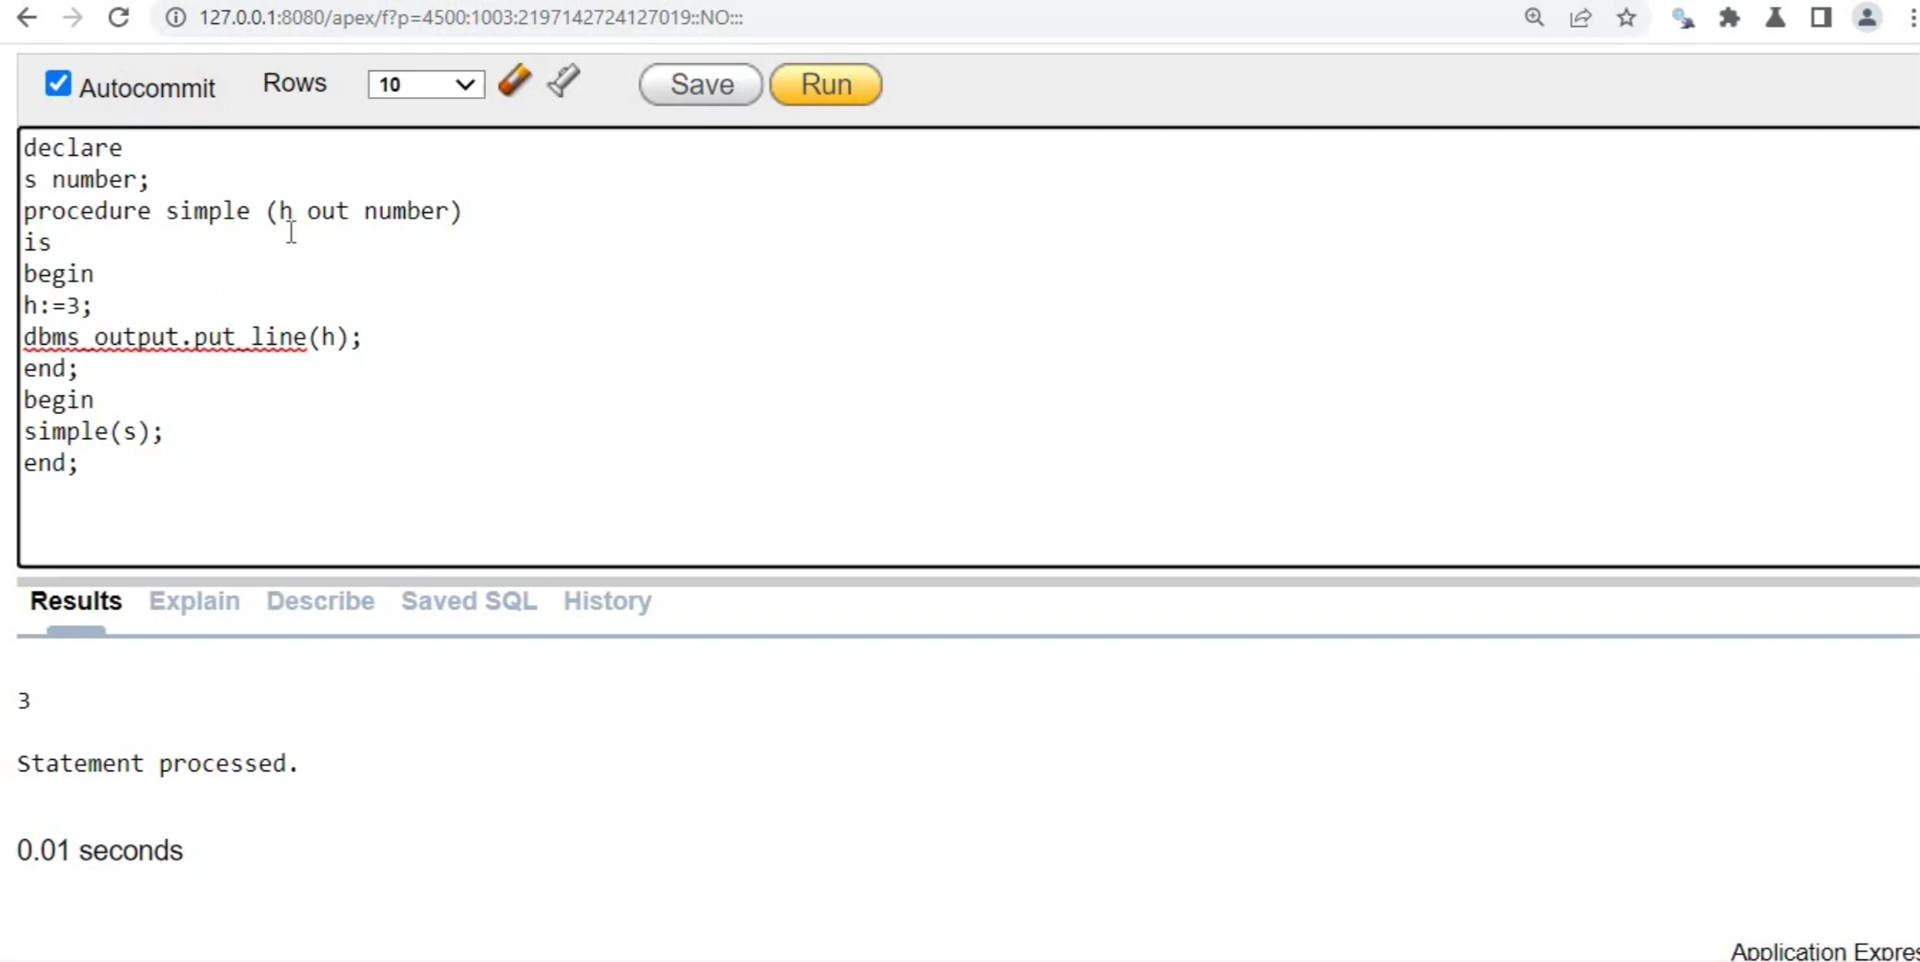 127.0.0.1:8080/apex/f?p=4500:1003:2197142724127019::NO:::
Autocommit Rows 10 Save Run
declare
s number;
procedure simple (h out number)
is
begin
h:=3;
dbms_output.put_line(h);
end;
begin
simple(s);
end;
Results Explain Describe Saved SQL History
3
Statement processed.
0.01 seconds
Application Expres